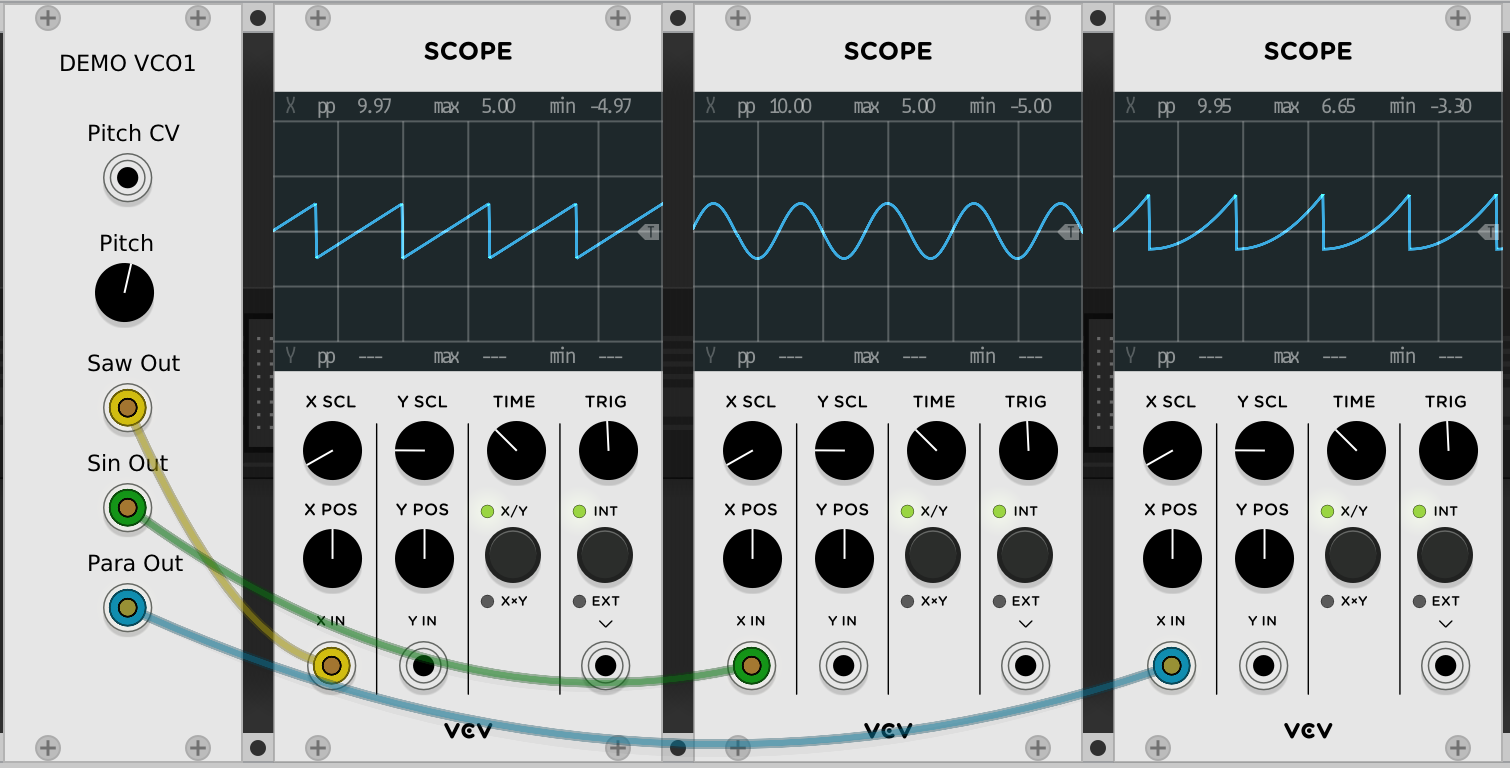 DEMO VCO1
Pitch CV
Pitch
Saw Out
Sin Out
Para Out
SCOPE
X pp 9.97 max 5.00 min -4.97
T
Y pp --- max --- min ---
X SCL Y SCL TIME TRIG
X POS Y POS X/Y INT
X×Y EXT
X IN Y IN
VCV
SCOPE
X pp 10.00 max 5.00 min -5.00
T
Y pp --- max --- min ---
X SCL Y SCL TIME TRIG
X POS Y POS X/Y INT
X×Y EXT
X IN Y IN
VCV
SCOPE
X pp 9.95 max 6.65 min -3.30
T
Y pp --- max --- min ---
X SCL Y SCL TIME TRIG
X POS Y POS X/Y INT
X×Y EXT
X IN Y IN
VCV